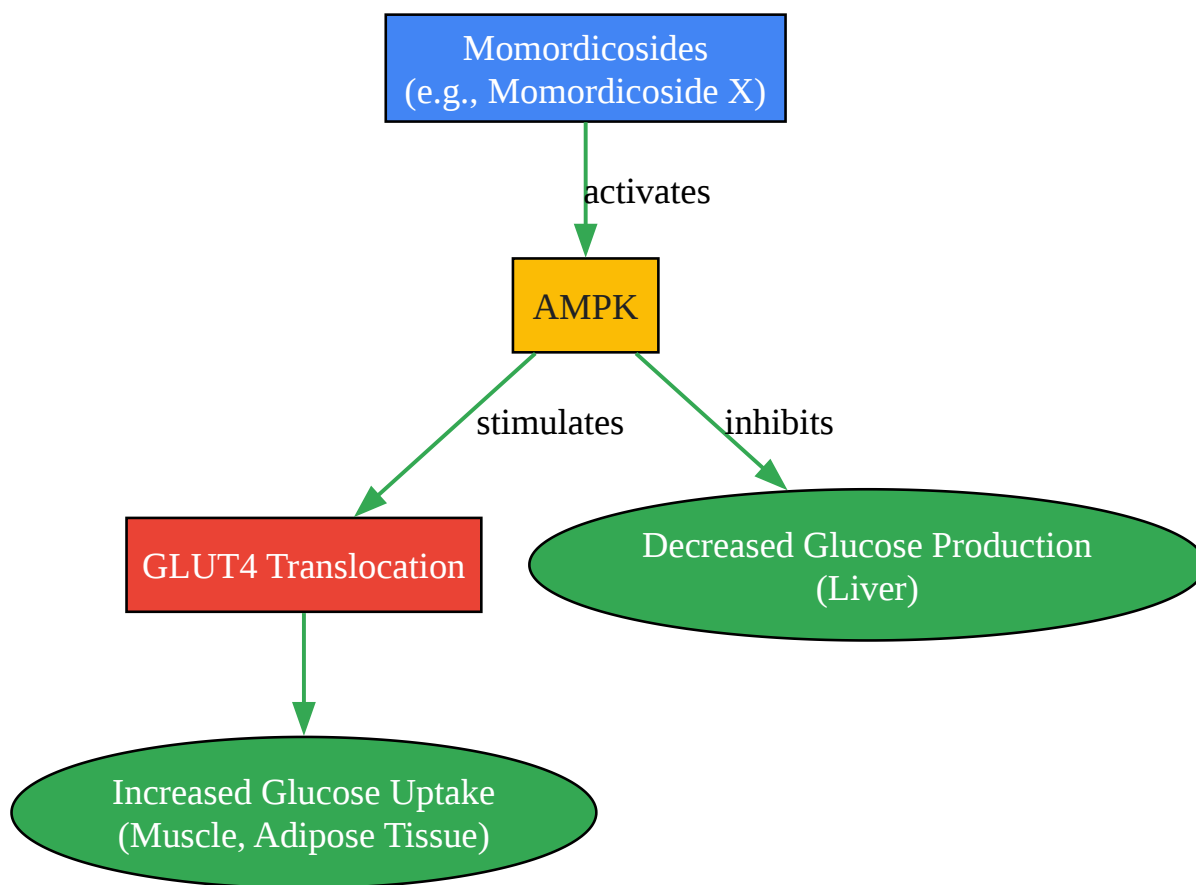 Momordicosides
(e.g., Momordicoside X)
activates
AMPK
stimulates
inhibits
GLUT4 Translocation
Decreased Glucose Production
(Liver)
Increased Glucose Uptake
(Muscle, Adipose Tissue)